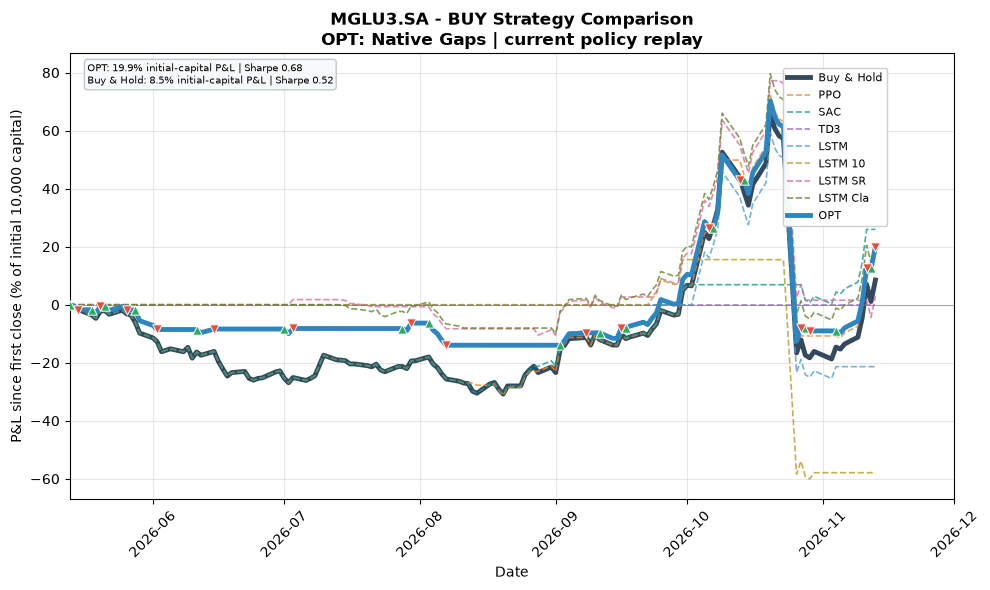 MGLU3.SA - BUY Strategy Comparison
OPT: Native Gaps | current policy replay
OPT: 19.9% initial-capital P&L | Sharpe 0.68
Buy & Hold: 8.5% initial-capital P&L | Sharpe 0.52
Buy & Hold
PPO
SAC
TD3
LSTM
LSTM 10
LSTM SR
LSTM Cla
OPT
P&L since first close (% of initial 10,000 capital)
80
60
40
20
0
−20
−40
−60
2026-06
2026-07
2026-08
2026-09
2026-10
2026-11
2026-12
Date